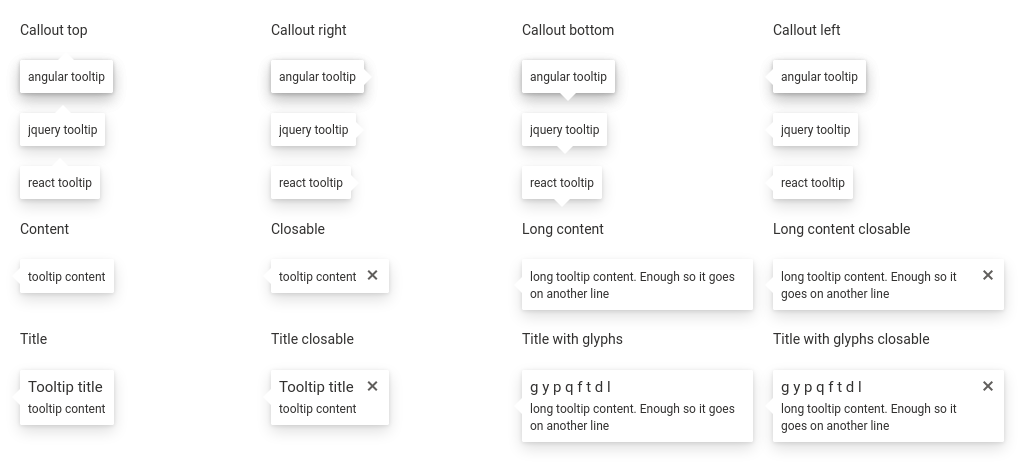 Callout top
Callout right
Callout bottom
Callout left
angular tooltip
angular tooltip
angular tooltip
angular tooltip
jquery tooltip
jquery tooltip
jquery tooltip
jquery tooltip
react tooltip
react tooltip
react tooltip
react tooltip
Content
Closable
Long content
Long content closable
tooltip content
tooltip content ×
long tooltip content. Enough so it goes
on another line
long tooltip content. Enough so it ×
goes on another line
Title
Title closable
Title with glyphs
Title with glyphs closable
Tooltip title
tooltip content
Tooltip title ×
tooltip content
g y p q f t d l
long tooltip content. Enough so it goes
on another line
g y p q f t d l ×
long tooltip content. Enough so it
goes on another line